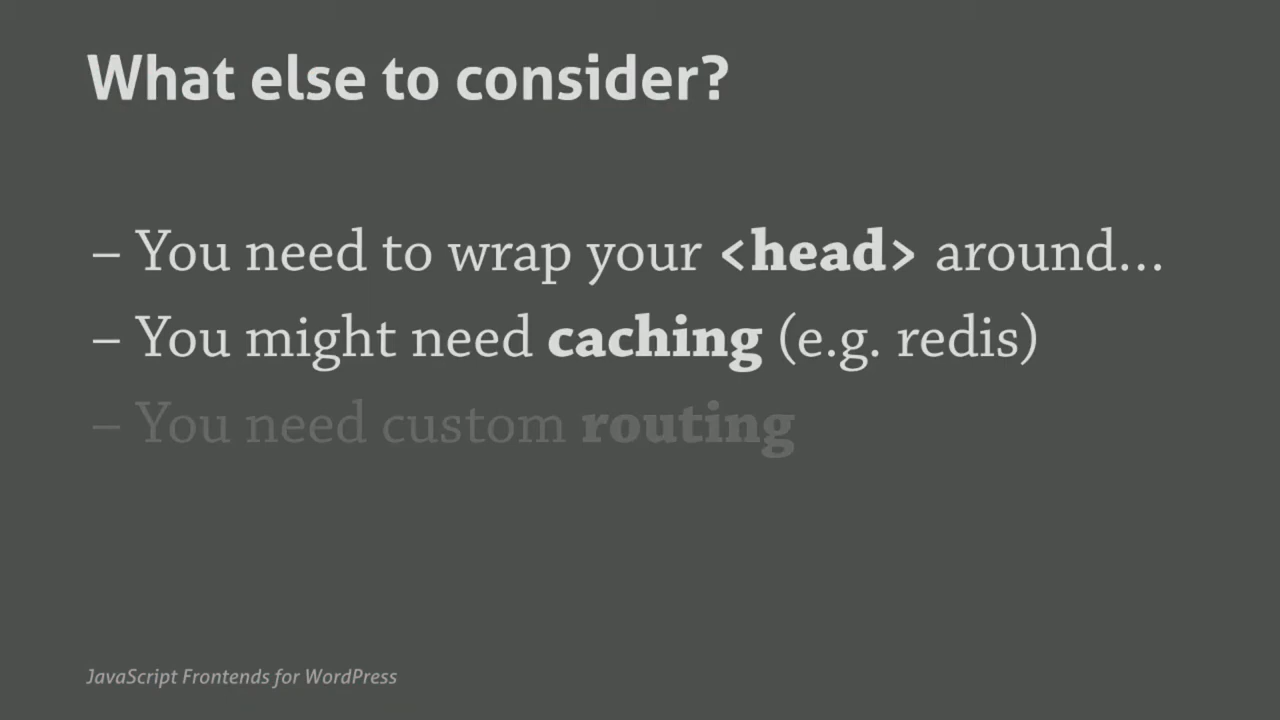 What else to consider?
– You need to wrap your <head> around…
– You might need caching (e.g. redis)
– You need custom routing
JavaScript Frontends for WordPress